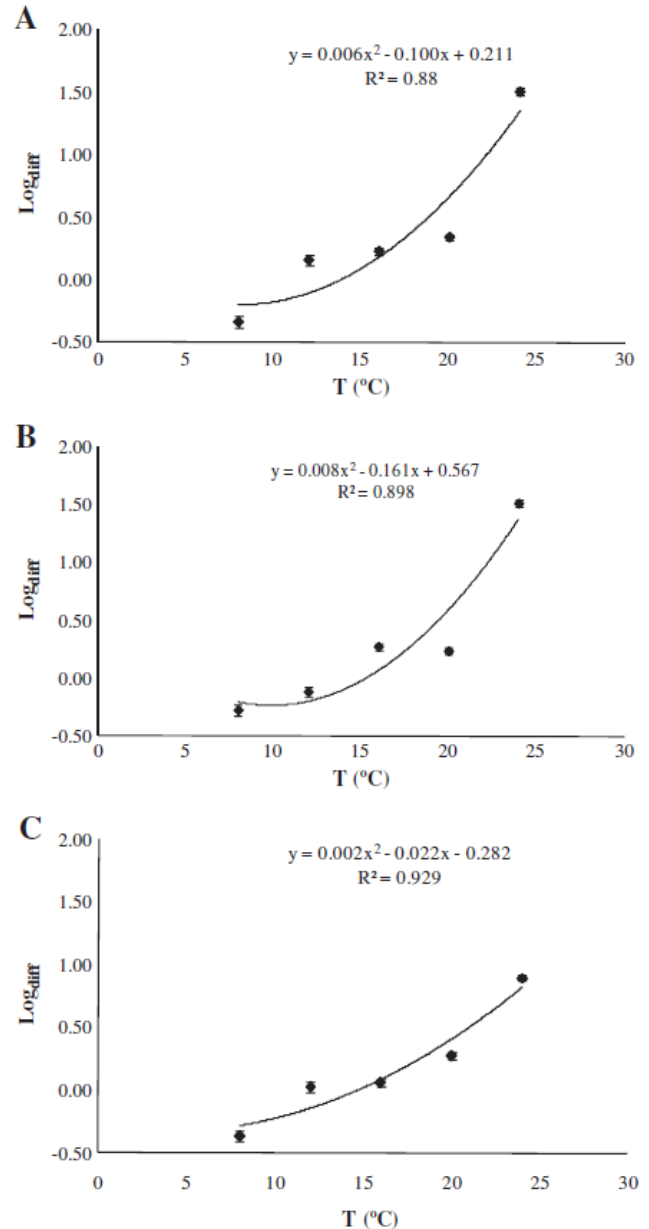 A
2.00
y = 0.006x² - 0.100x + 0.211
R² = 0.88
1.50
1.00
Log_diff
0.50
0.00
-0.50
0 5 10 15 20 25 30
T (ºC)
B
2.00
y = 0.008x² - 0.161x + 0.567
R² = 0.898
1.50
1.00
Log_diff
0.50
0.00
-0.50
0 5 10 15 20 25 30
T (ºC)
C
2.00
y = 0.002x² - 0.022x - 0.282
R² = 0.929
1.50
1.00
Log_diff
0.50
0.00
-0.50
0 5 10 15 20 25 30
T (ºC)